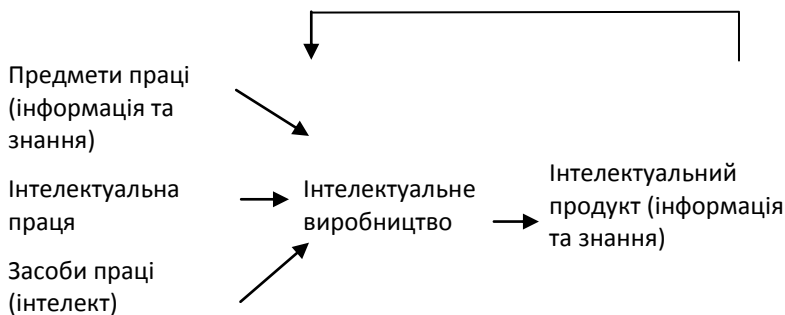 Предмети праці
(інформація та
знання)
Інтелектуальна
праця
Засоби праці
(інтелект)
Інтелектуальне
виробництво
Інтелектуальний
продукт (інформація
та знання)